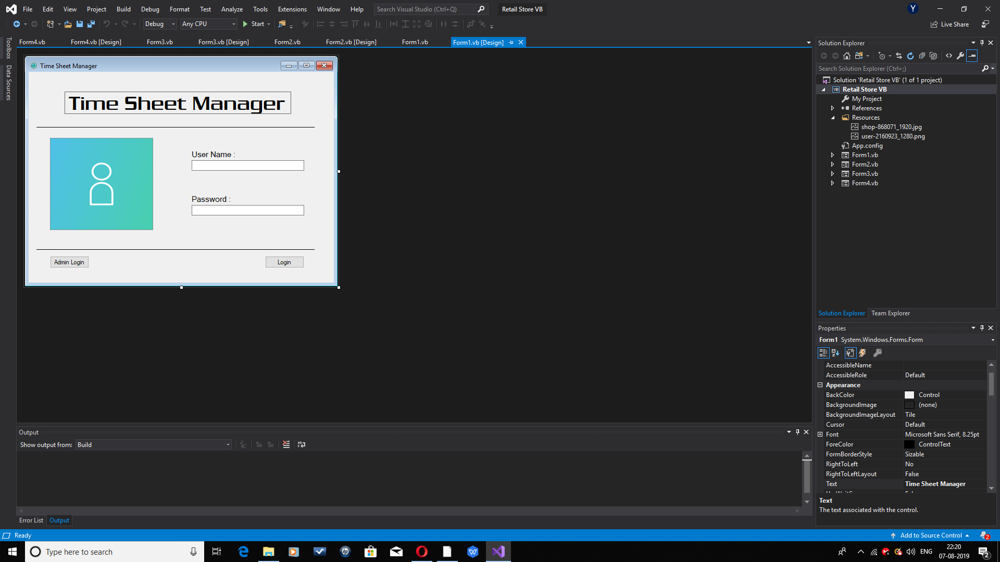 File Edit View Project Build Debug Format Test Analyze Tools Extensions Window Help Search Visual Studio (Ctrl+Q) Retail Store VB Y
Debug Any CPU Start Live Share
Toolbox
Data Sources
Form4.vb Form4.vb [Design] Form3.vb Form3.vb [Design] Form2.vb Form2.vb [Design] Form1.vb Form1.vb [Design]
Time Sheet Manager
Time Sheet Manager
User Name :
Password :
Admin Login Login
Solution Explorer
Search Solution Explorer (Ctrl+;)
Solution 'Retail Store VB' (1 of 1 project)
VB Retail Store VB
My Project
References
Resources
shop-868071_1920.jpg
user-2160923_1280.png
App.config
Form1.vb
Form2.vb
Form3.vb
Form4.vb
Solution Explorer Team Explorer
Properties
Form1 System.Windows.Forms.Form
AccessibleName
AccessibleRole Default
Appearance
BackColor Control
BackgroundImage (none)
BackgroundImageLayout Tile
Cursor Default
Font Microsoft Sans Serif, 8.25pt
ForeColor ControlText
FormBorderStyle Sizable
RightToLeft No
RightToLeftLayout False
Text Time Sheet Manager
Text
The text associated with the control.
Output
Show output from: Build
Error List Output
Ready Add to Source Control 2
Type here to search ENG 22:20
07-08-2019 2